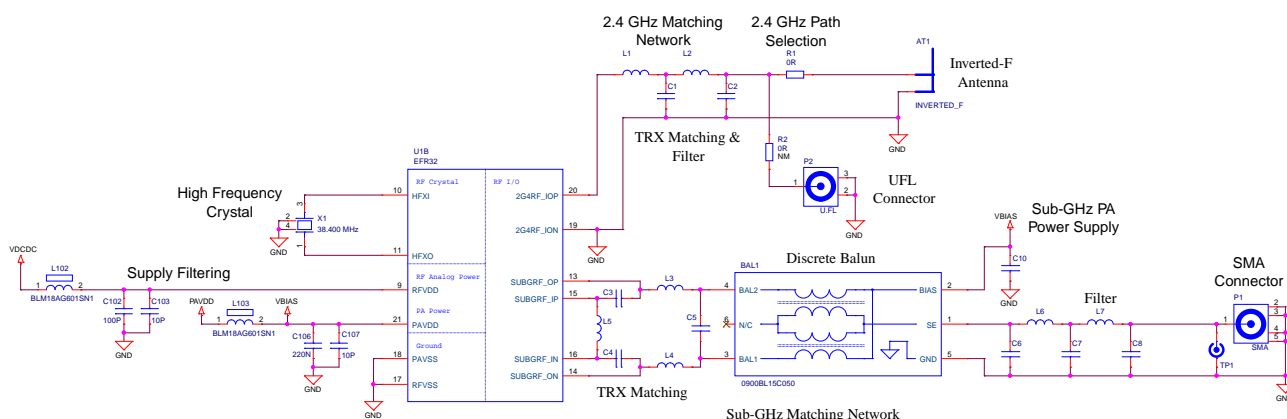 2.4 GHz Matching
Network
2.4 GHz Path
Selection
L1
L2
R1
0R
AT1
Inverted-F
Antenna
INVERTED_F
C1
C2
GND
TRX Matching &
Filter
R2
0R
NM
P2
1
3
2
U.FL
GND
UFL
Connector
U1B
EFR32
RF Crystal
RF I/O
High Frequency
Crystal
3
2
4
1
X1
38.400 MHz
GND
10
HFXI
11
HFXO
2G4RF_IOP
20
2G4RF_ION
19
GND
VDCDC
L102
1
2
BLM18AG601SN1
Supply Filtering
C102
100P
C103
10P
GND
RF Analog Power
9
RFVDD
PA Power
21
PAVDD
Ground
18
PAVSS
17
RFVSS
GND
PAVDD
L103
1
2
BLM18AG601SN1
VBIAS
C106
220N
C107
10P
GND
SUBGRF_OP
13
SUBGRF_IP
15
SUBGRF_IN
16
SUBGRF_ON
14
C3
L3
L5
C5
C4
L4
TRX Matching
Discrete Balun
BAL1
4
BAL2
6
N/C
3
BAL1
BIAS
2
SE
1
GND
5
0900BL15C050
Sub-GHz Matching Network
Sub-GHz PA
Power Supply
VBIAS
C10
GND
Filter
L6
L7
C6
C7
C8
SMA
Connector
P1
1
2
3
4
5
SMA
TP1
GND